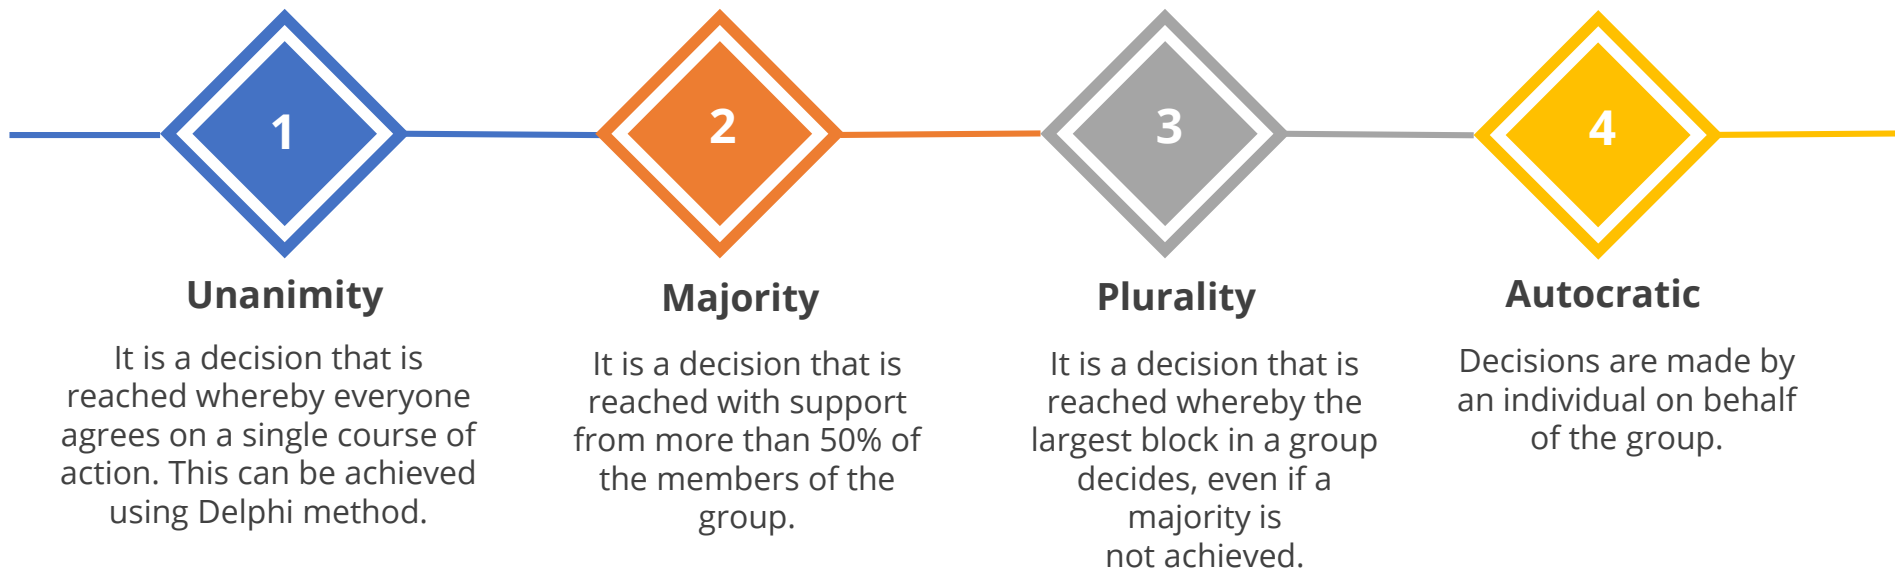 1
Unanimity
It is a decision that is
reached whereby everyone
agrees on a single course of
action. This can be achieved
using Delphi method.
2
Majority
It is a decision that is
reached with support
from more than 50% of
the members of the
group.
3
Plurality
It is a decision that is
reached whereby the
largest block in a group
decides, even if a
majority is
not achieved.
4
Autocratic
Decisions are made by
an individual on behalf
of the group.